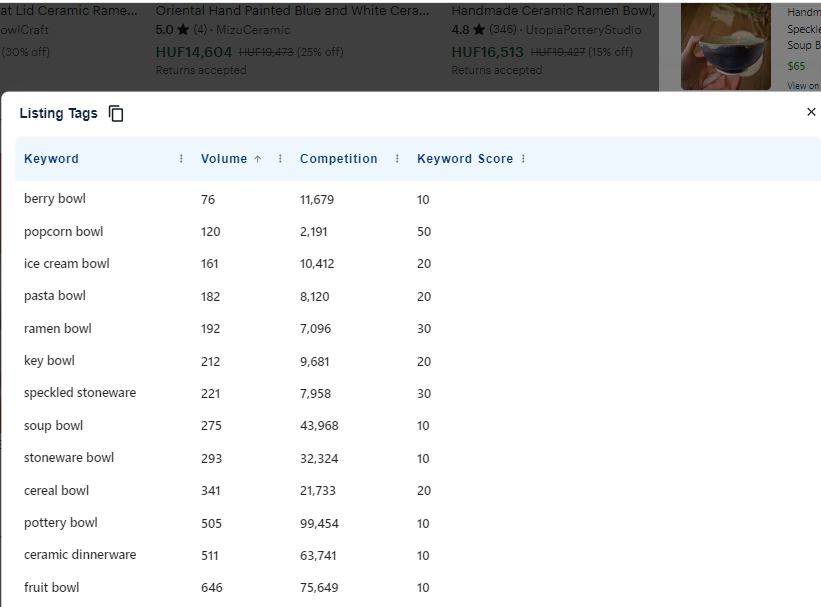 at Lid Ceramic Rame...
Oriental Hand Painted Blue and White Cera...
Handmade Ceramic Ramen Bowl,
owlCraft
5.0 ★ (4) · MizuCeramic
4.8 ★ (346) · UtopiaPotteryStudio
(30% off)
HUF14,604 HUF19,473 (25% off)
HUF16,513 HUF19,427 (15% off)
Returns accepted
Returns accepted
Handm
Speckle
Soup B
$65
View on
Listing Tags
Keyword Volume ↑ Competition Keyword Score
berry bowl 76 11,679 10
popcorn bowl 120 2,191 50
ice cream bowl 161 10,412 20
pasta bowl 182 8,120 20
ramen bowl 192 7,096 30
key bowl 212 9,681 20
speckled stoneware 221 7,958 30
soup bowl 275 43,968 10
stoneware bowl 293 32,324 10
cereal bowl 341 21,733 20
pottery bowl 505 99,454 10
ceramic dinnerware 511 63,741 10
fruit bowl 646 75,649 10